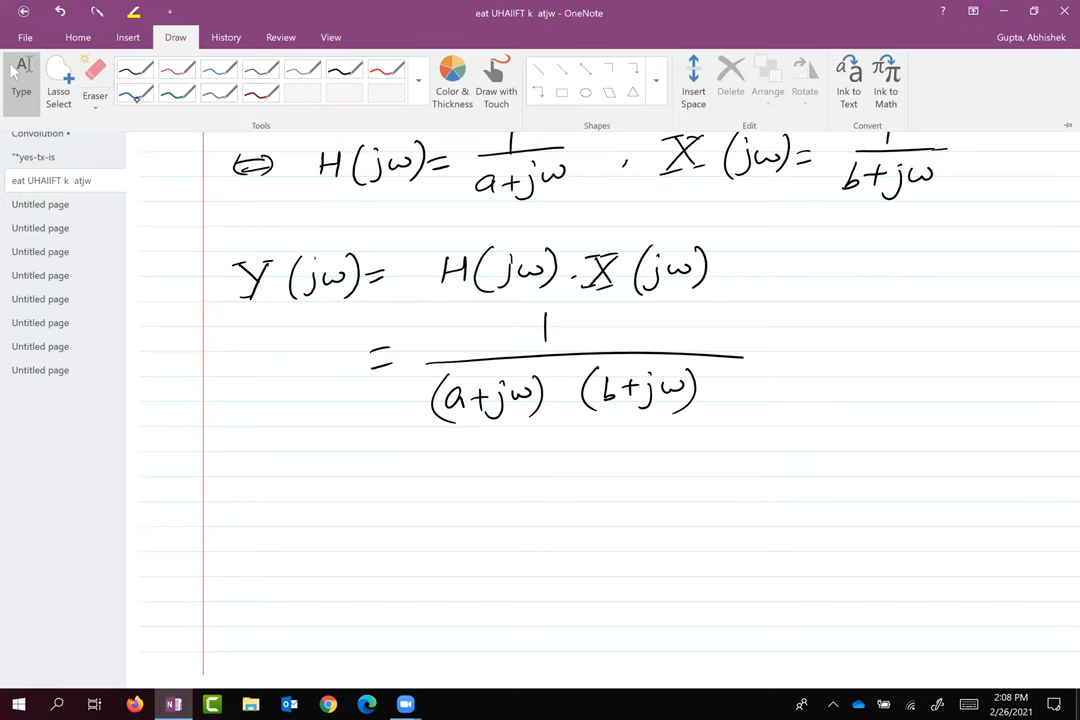 eat UHAIIFT k atjw - OneNote
? 
File Home Insert Draw History Review View Gupta, Abhishek
Type Lasso Select Eraser Color & Thickness Draw with Touch Insert Space Delete Arrange Rotate Ink to Text Ink to Math
Tools Shapes Edit Convert
Convolution
"*yes-tx-is
eat UHAIIFT k atjw
Untitled page
Untitled page
Untitled page
Untitled page
Untitled page
Untitled page
Untitled page
Untitled page
⇔ H(jω) = 1/(a+jω) , X(jω) = 1/(b+jω)
Y(jω) = H(jω) · X(jω)
= 1/((a+jω) (b+jω))
2:08 PM
2/26/2021